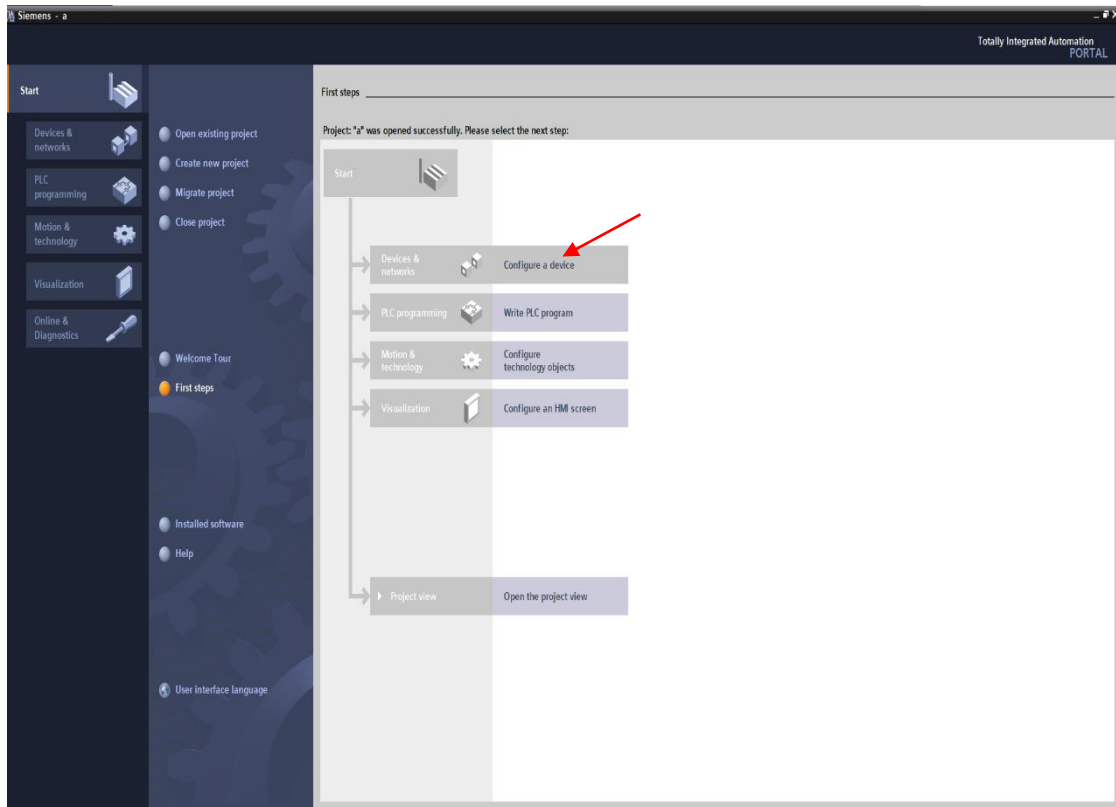 Siemens - a
Totally Integrated Automation
PORTAL
Start
Devices &
networks
PLC
programming
Motion &
technology
Visualization
Online &
Diagnostics
Open existing project
Create new project
Migrate project
Close project
Welcome Tour
First steps
Installed software
Help
User interface language
First steps
Project: "a" was opened successfully. Please select the next step:
Start
Devices &
networks
Configure a device
PLC programming
Write PLC program
Motion &
technology
Configure
technology objects
Visualization
Configure an HMI screen
Project view
Open the project view